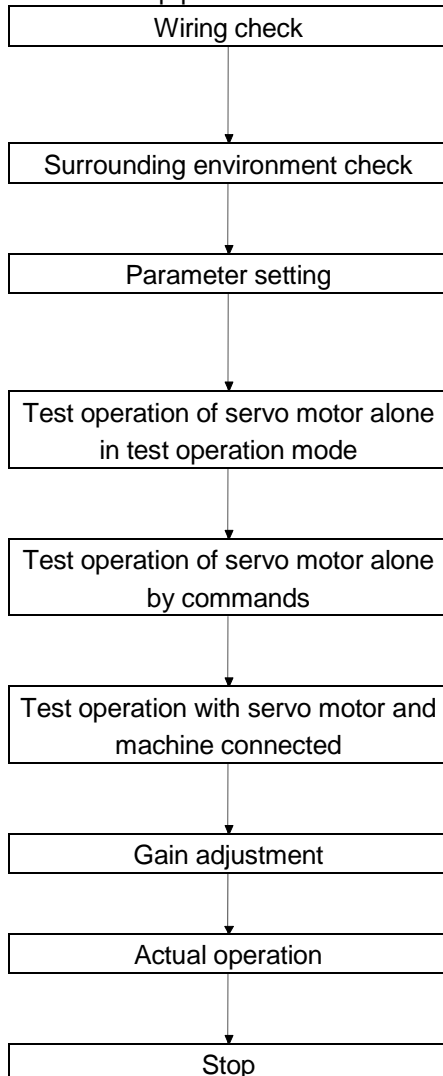 Wiring check
Surrounding environment check
Parameter setting
Test operation of servo motor alone
in test operation mode
Test operation of servo motor alone
by commands
Test operation with servo motor and
machine connected
Gain adjustment
Actual operation
Stop